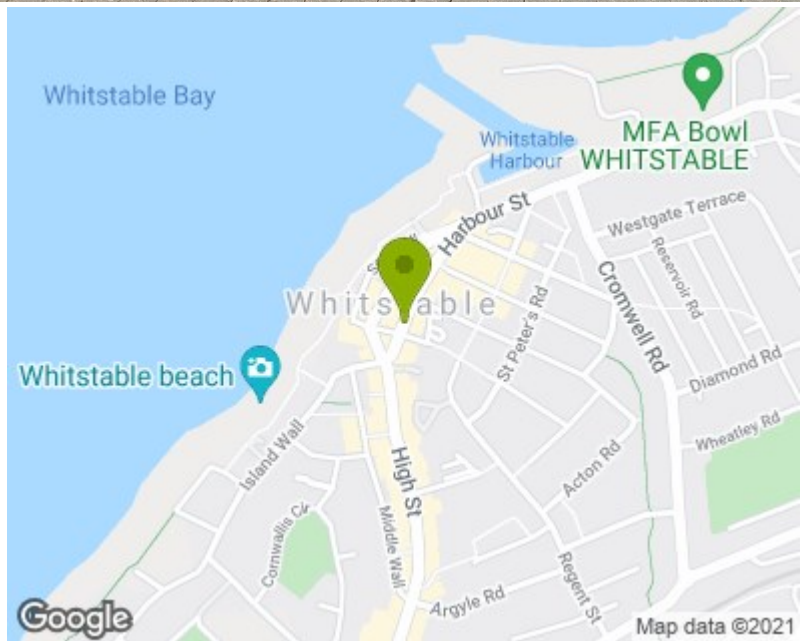 Whitstable Bay
MFA Bowl
WHITSTABLE
Whitstable
Harbour
Harbour St
Westgate Terrace
Reservoir Rd
Cromwell Rd
Whitstable
St Peter's Rd
Diamond Rd
Whitstable beach
Wheatley Rd
Island Wall
High St
Acton Rd
Cornwallis Cir
Middle Wall
Regent St
Argyle Rd
Google
Map data ©2021